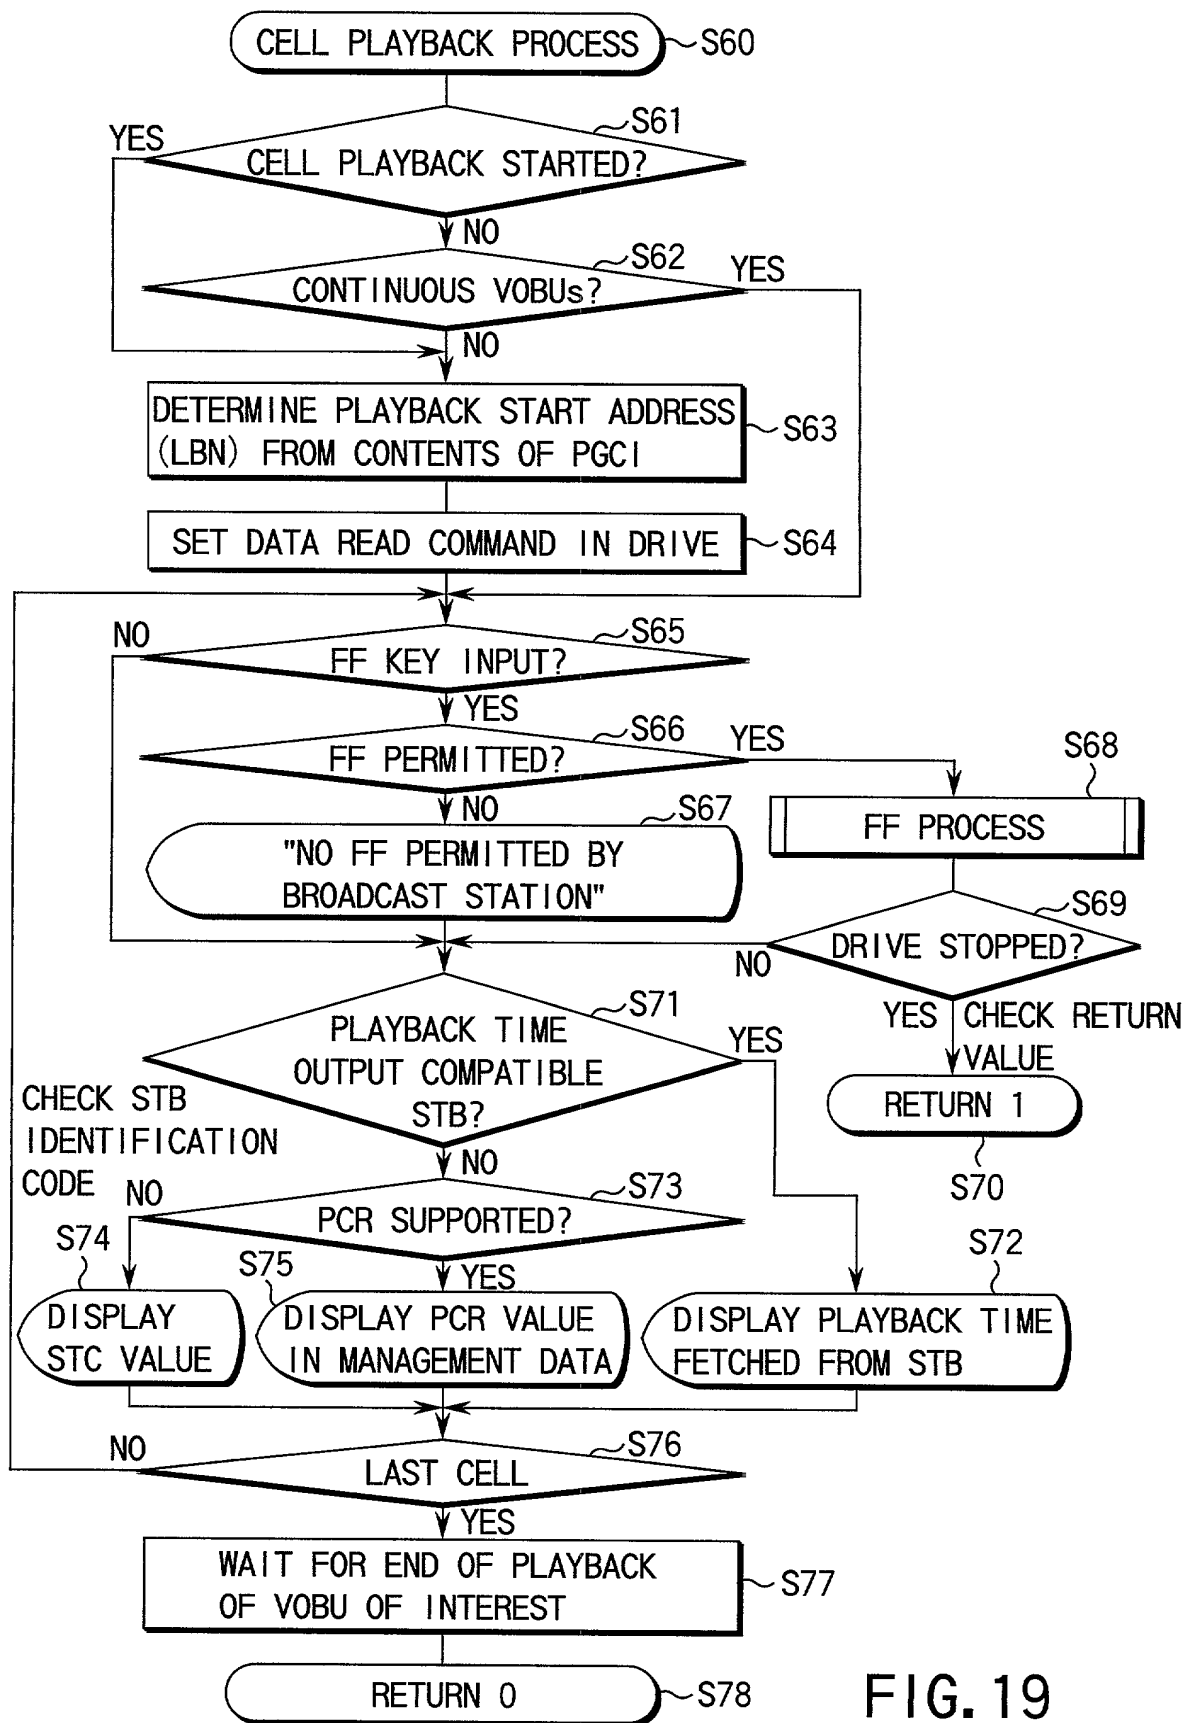 CELL PLAYBACK PROCESS
S60
S61
YES
CELL PLAYBACK STARTED?
NO
S62
YES
CONTINUOUS VOBUs?
NO
DETERMINE PLAYBACK START ADDRESS
(LBN) FROM CONTENTS OF PGCI
S63
SET DATA READ COMMAND IN DRIVE
S64
NO
S65
FF KEY INPUT?
YES
S66
YES
FF PERMITTED?
S68
NO
S67
FF PROCESS
"NO FF PERMITTED BY
BROADCAST STATION"
S69
DRIVE STOPPED?
NO
YES
CHECK RETURN
VALUE
RETURN 1
S70
S71
PLAYBACK TIME
OUTPUT COMPATIBLE
STB?
YES
CHECK STB
IDENTIFICATION
CODE
NO
NO
S73
PCR SUPPORTED?
S74
S75
YES
S72
DISPLAY
STC VALUE
DISPLAY PCR VALUE
IN MANAGEMENT DATA
DISPLAY PLAYBACK TIME
FETCHED FROM STB
NO
S76
LAST CELL
YES
WAIT FOR END OF PLAYBACK
OF VOBU OF INTEREST
S77
RETURN 0
S78
FIG. 19